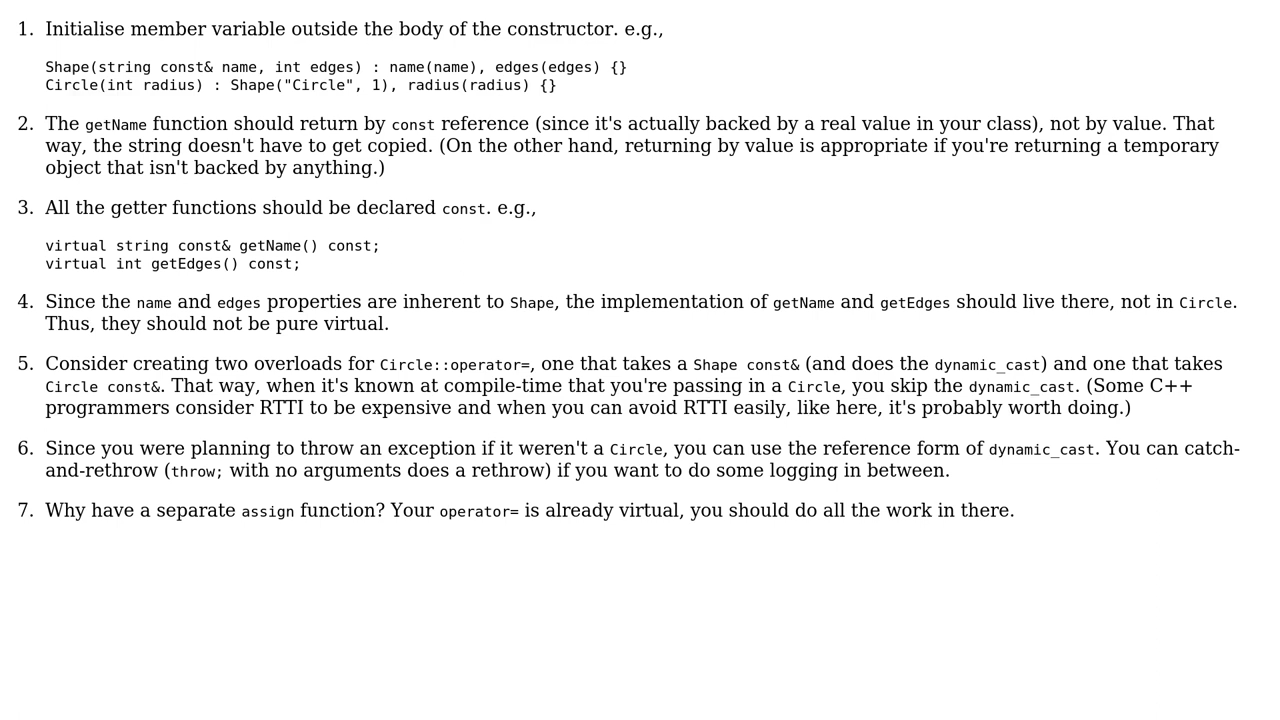 1. Initialise member variable outside the body of the constructor. e.g.,
Shape(string const& name, int edges) : name(name), edges(edges) {}
Circle(int radius) : Shape("Circle", 1), radius(radius) {}
2. The getName function should return by const reference (since it's actually backed by a real value in your class), not by value. That
way, the string doesn't have to get copied. (On the other hand, returning by value is appropriate if you're returning a temporary
object that isn't backed by anything.)
3. All the getter functions should be declared const. e.g.,
virtual string const& getName() const;
virtual int getEdges() const;
4. Since the name and edges properties are inherent to Shape, the implementation of getName and getEdges should live there, not in Circle.
Thus, they should not be pure virtual.
5. Consider creating two overloads for Circle::operator=, one that takes a Shape const& (and does the dynamic_cast) and one that takes
Circle const&. That way, when it's known at compile-time that you're passing in a Circle, you skip the dynamic_cast. (Some C++
programmers consider RTTI to be expensive and when you can avoid RTTI easily, like here, it's probably worth doing.)
6. Since you were planning to throw an exception if it weren't a Circle, you can use the reference form of dynamic_cast. You can catch-
and-rethrow (throw; with no arguments does a rethrow) if you want to do some logging in between.
7. Why have a separate assign function? Your operator= is already virtual, you should do all the work in there.